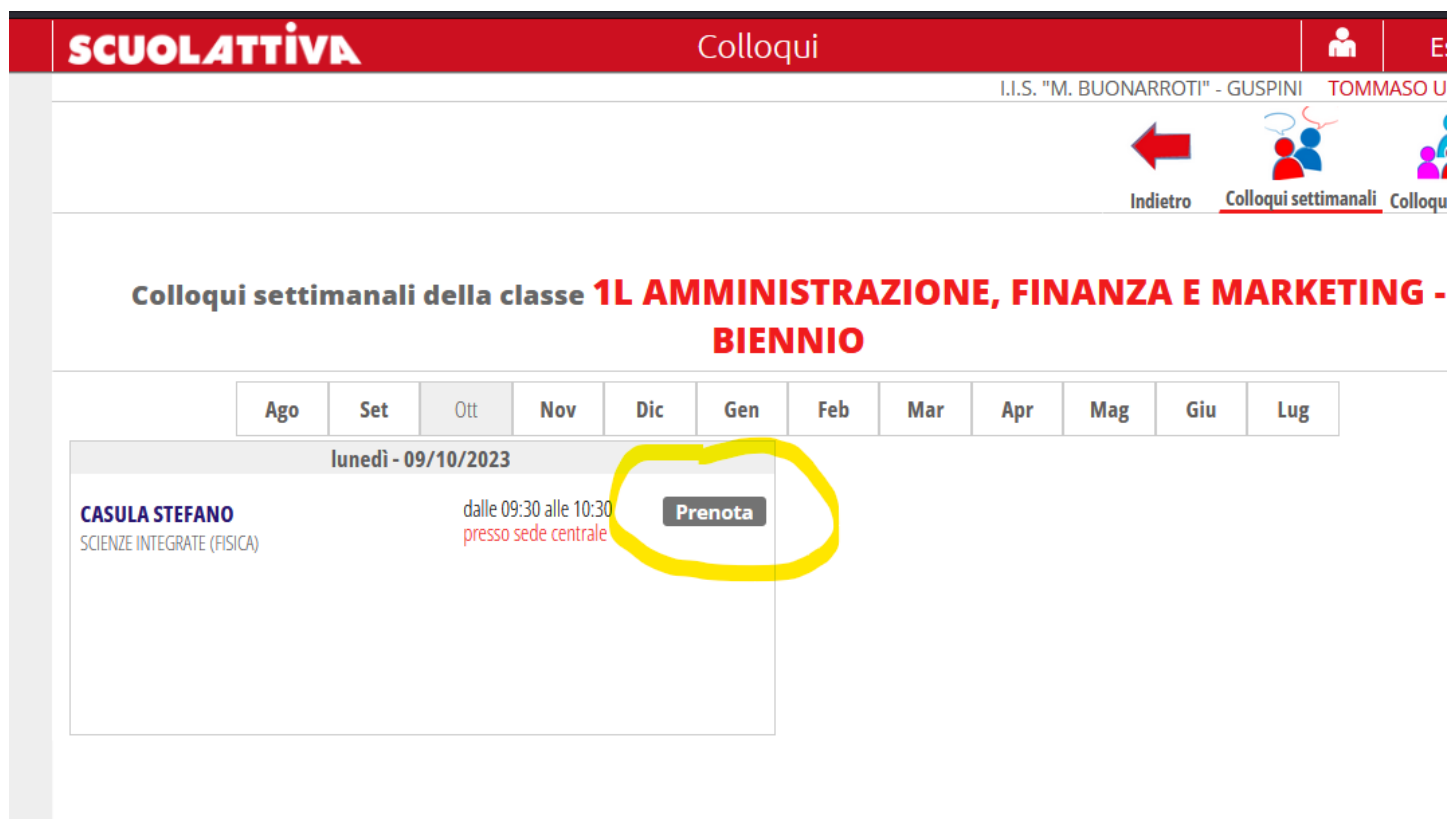 SCUOLATTIVA
Colloqui
I.I.S. "M. BUONARROTI" - GUSPINI TOMMASO U
Indietro
Colloqui settimanali
Colloqui settimanali della classe 1L AMMINISTRAZIONE, FINANZA E MARKETING -
BIENNIO
Ago Set Ott Nov Dic Gen Feb Mar Apr Mag Giu Lug
lunedì - 09/10/2023
CASULA STEFANO
SCIENZE INTEGRATE (FISICA)
dalle 09:30 alle 10:30
presso sede centrale
Prenota